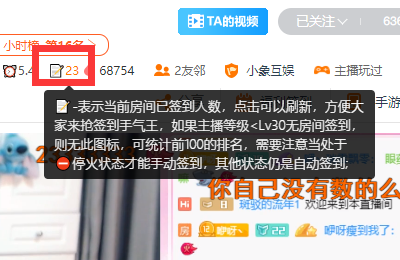 TA的视频
已关注
636
小时榜 第16名 >
5.4
23
68754
2友邻
小象互娱
主播玩过
📝-表示当前房间已签到人数，点击可以刷新，方便大
家来抢签到手气王，如果主播等级<Lv30无房间签到，
则无此图标，可统计前100的排名，需要注意当处于
⛔停火状态才能手动签到，其他状态仍是自动签到;
手游
23
你自己没有数的么
斑驳的流年1 欢迎来到本直播间
12 咿呀 22 咿呀瘦到我了: